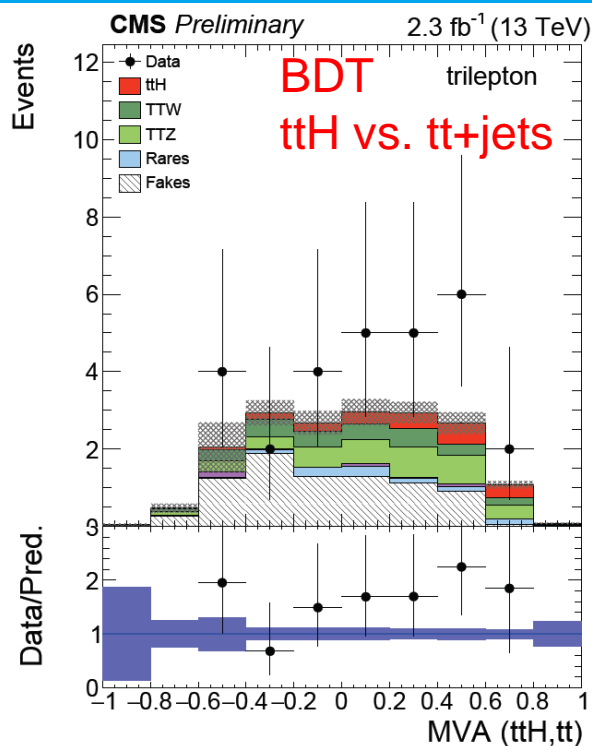 CMS Preliminary 2.3 fb⁻¹ (13 TeV)
Events
12
10
8
6
4
2
Data
ttH
TTW
TTZ
Rares
Fakes
BDT
trilepton
ttH vs. tt+jets
Data/Pred.
3
2
1
0
−1 −0.8 −0.6 −0.4 −0.2 0 0.2 0.4 0.6 0.8 1
MVA (ttH,tt)